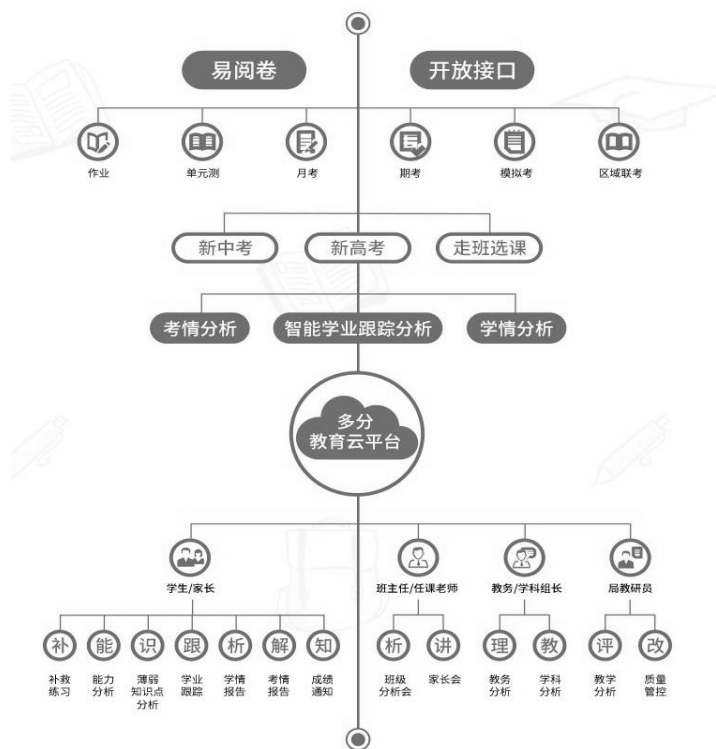 易阅卷
开放接口
作业
单元测
月考
期考
模拟考
区域联考
新中考
新高考
走班选课
考情分析
智能学业跟踪分析
学情分析
多分
教育云平台
学生/家长
班主任/任课老师
教务/学科组长
局教研员
补
能
识
跟
析
解
知
析
讲
理
教
评
改
补救
练习
能力
分析
薄弱
知识点
分析
学业
跟踪
学情
报告
考情
报告
成绩
通知
班级
分析会
家长会
教务
分析
学科
分析
教学
分析
质量
管控